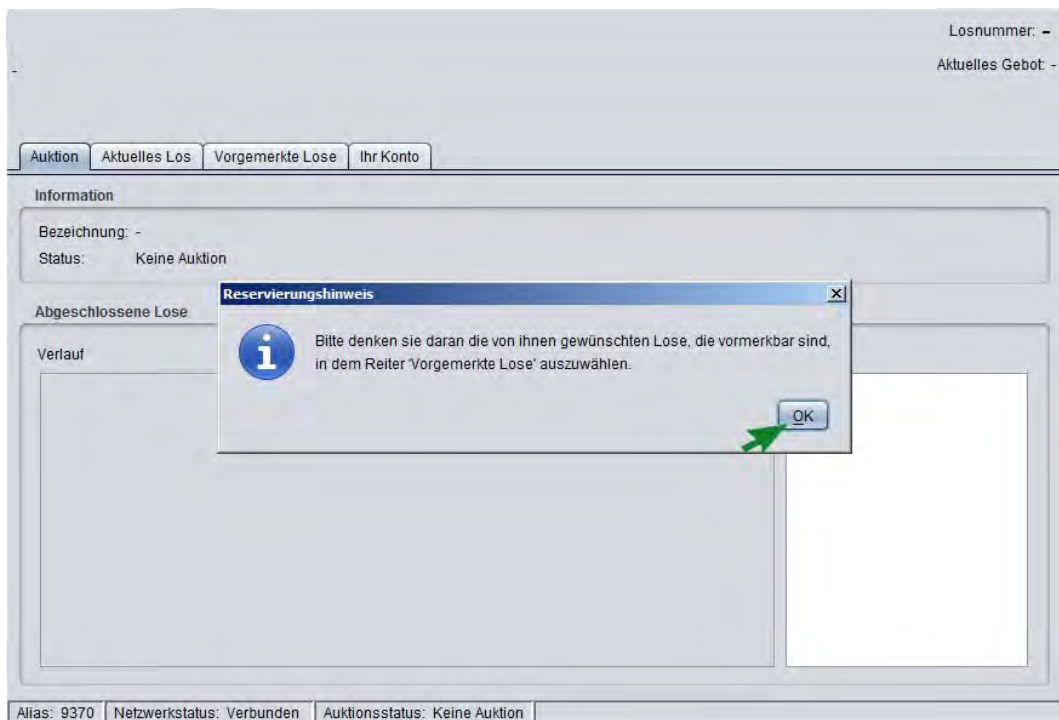 Losnummer: –
-
Aktuelles Gebot: -
Auktion Aktuelles Los Vorgemerkte Lose Ihr Konto
Information
Bezeichnung: -
Status: Keine Auktion
Abgeschlossene Lose
Verlauf
Reservierungshinweis
Bitte denken sie daran die von ihnen gewünschten Lose, die vormerkbar sind,
in dem Reiter 'Vorgemerkte Lose' auszuwählen.
OK
Alias: 9370 Netzwerkstatus: Verbunden Auktionsstatus: Keine Auktion